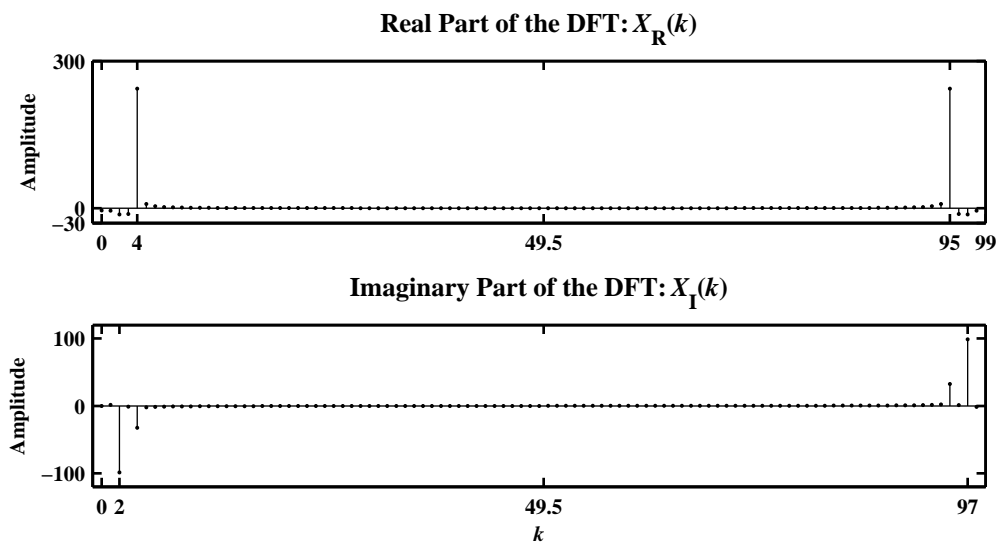 Real Part of the DFT: X_R(k)
300
0
−30
Amplitude
0 4 49.5 95 99
Imaginary Part of the DFT: X_I(k)
100
0
−100
Amplitude
0 2 49.5 97
k